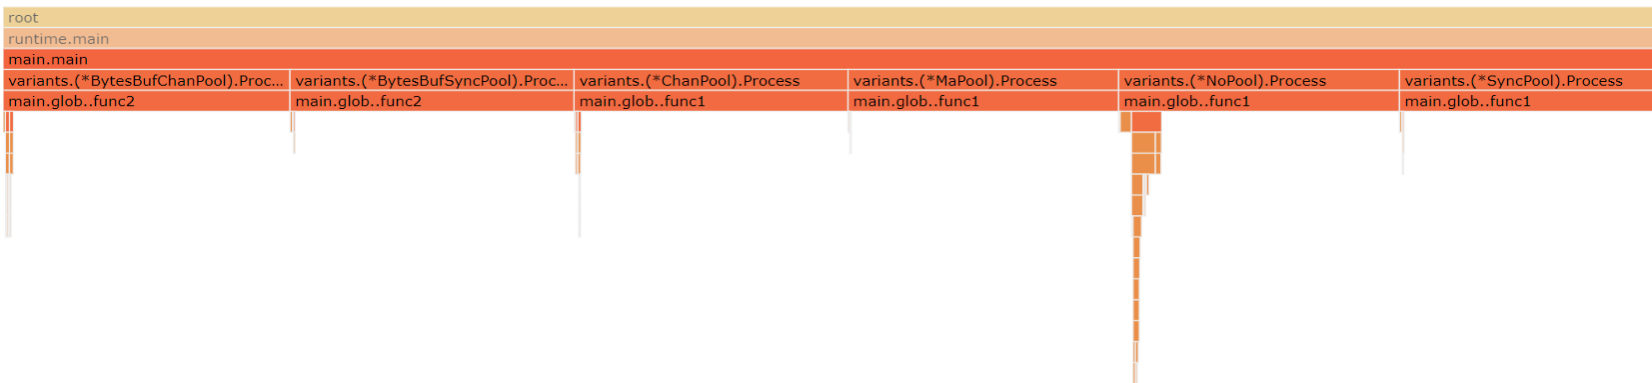 root
runtime.main
main.main
variants.(*BytesBufChanPool).Proc... variants.(*BytesBufSyncPool).Proc... variants.(*ChanPool).Process variants.(*MaPool).Process variants.(*NoPool).Process variants.(*SyncPool).Process
main.glob..func2 main.glob..func2 main.glob..func1 main.glob..func1 main.glob..func1 main.glob..func1